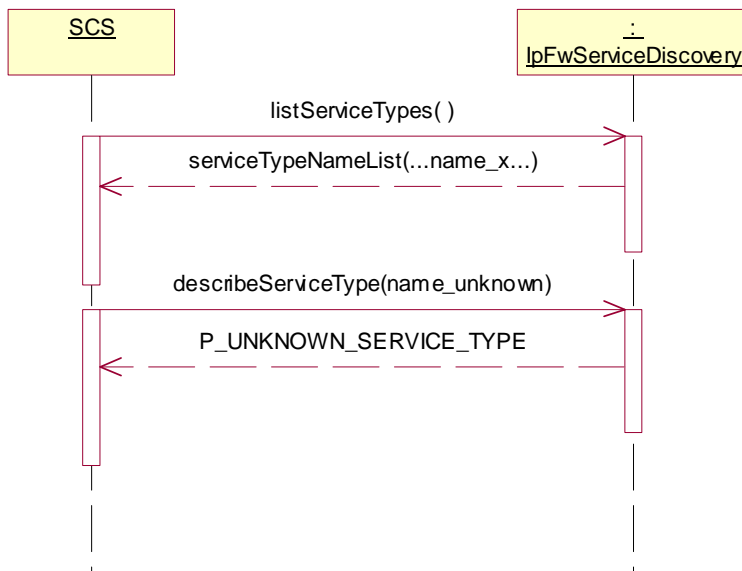 SCS
:
IpFwServiceDiscovery
listServiceTypes( )
serviceTypeNameList(...name_x...)
describeServiceType(name_unknown)
P_UNKNOWN_SERVICE_TYPE